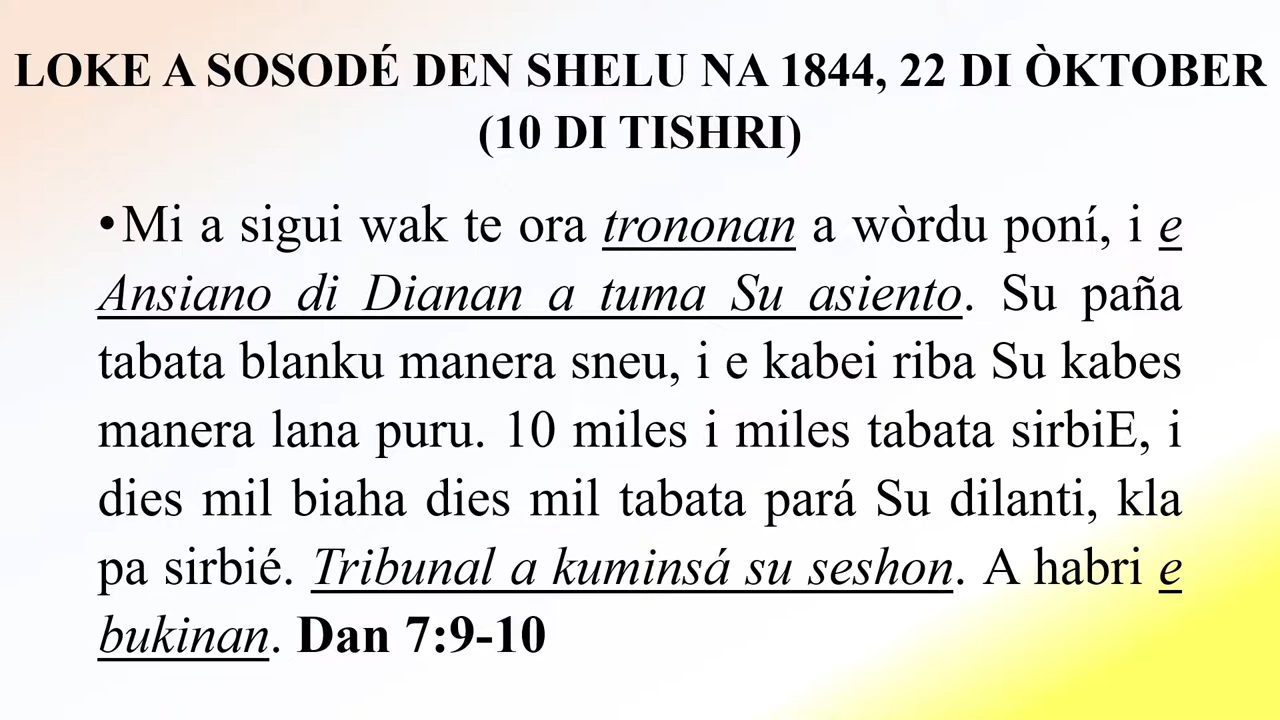 LOKE A SOSODÉ DEN SHELU NA 1844, 22 DI ÒKTOBER
(10 DI TISHRI)
•Mi a sigui wak te ora trononan a wòrdu poní, i e
Ansiano di Dianan a tuma Su asiento. Su paña
tabata blanku manera sneu, i e kabei riba Su kabes
manera lana puru. 10 miles i miles tabata sirbiE, i
dies mil biaha dies mil tabata pará Su dilanti, kla
pa sirbié. Tribunal a kuminsá su seshon. A habri e
bukinan. Dan 7:9-10